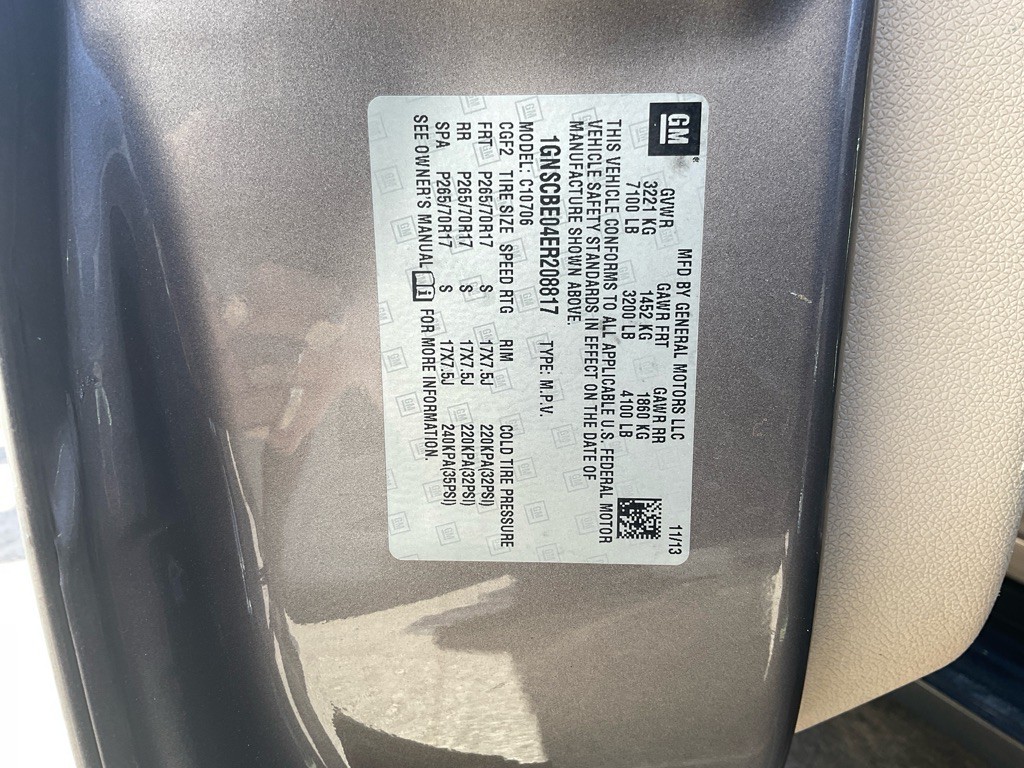 GM
MFD BY GENERAL MOTORS LLC 11/13
GVWR GAWR FRT GAWR RR
3221 KG 1452 KG 1860 KG
7100 LB 3200 LB 4100 LB
THIS VEHICLE CONFORMS TO ALL APPLICABLE U.S. FEDERAL MOTOR
VEHICLE SAFETY STANDARDS IN EFFECT ON THE DATE OF
MANUFACTURE SHOWN ABOVE.
1GNSCBE04ER208817 TYPE: M.P.V.
MODEL: C10706
CGF2 TIRE SIZE SPEED RTG RIM COLD TIRE PRESSURE
FRT P265/70R17 S 17X7.5J 220KPA(32PSI)
RR P265/70R17 S 17X7.5J 220KPA(32PSI)
SPA P265/70R17 S 17X7.5J 240KPA(35PSI)
SEE OWNER'S MANUAL i FOR MORE INFORMATION.